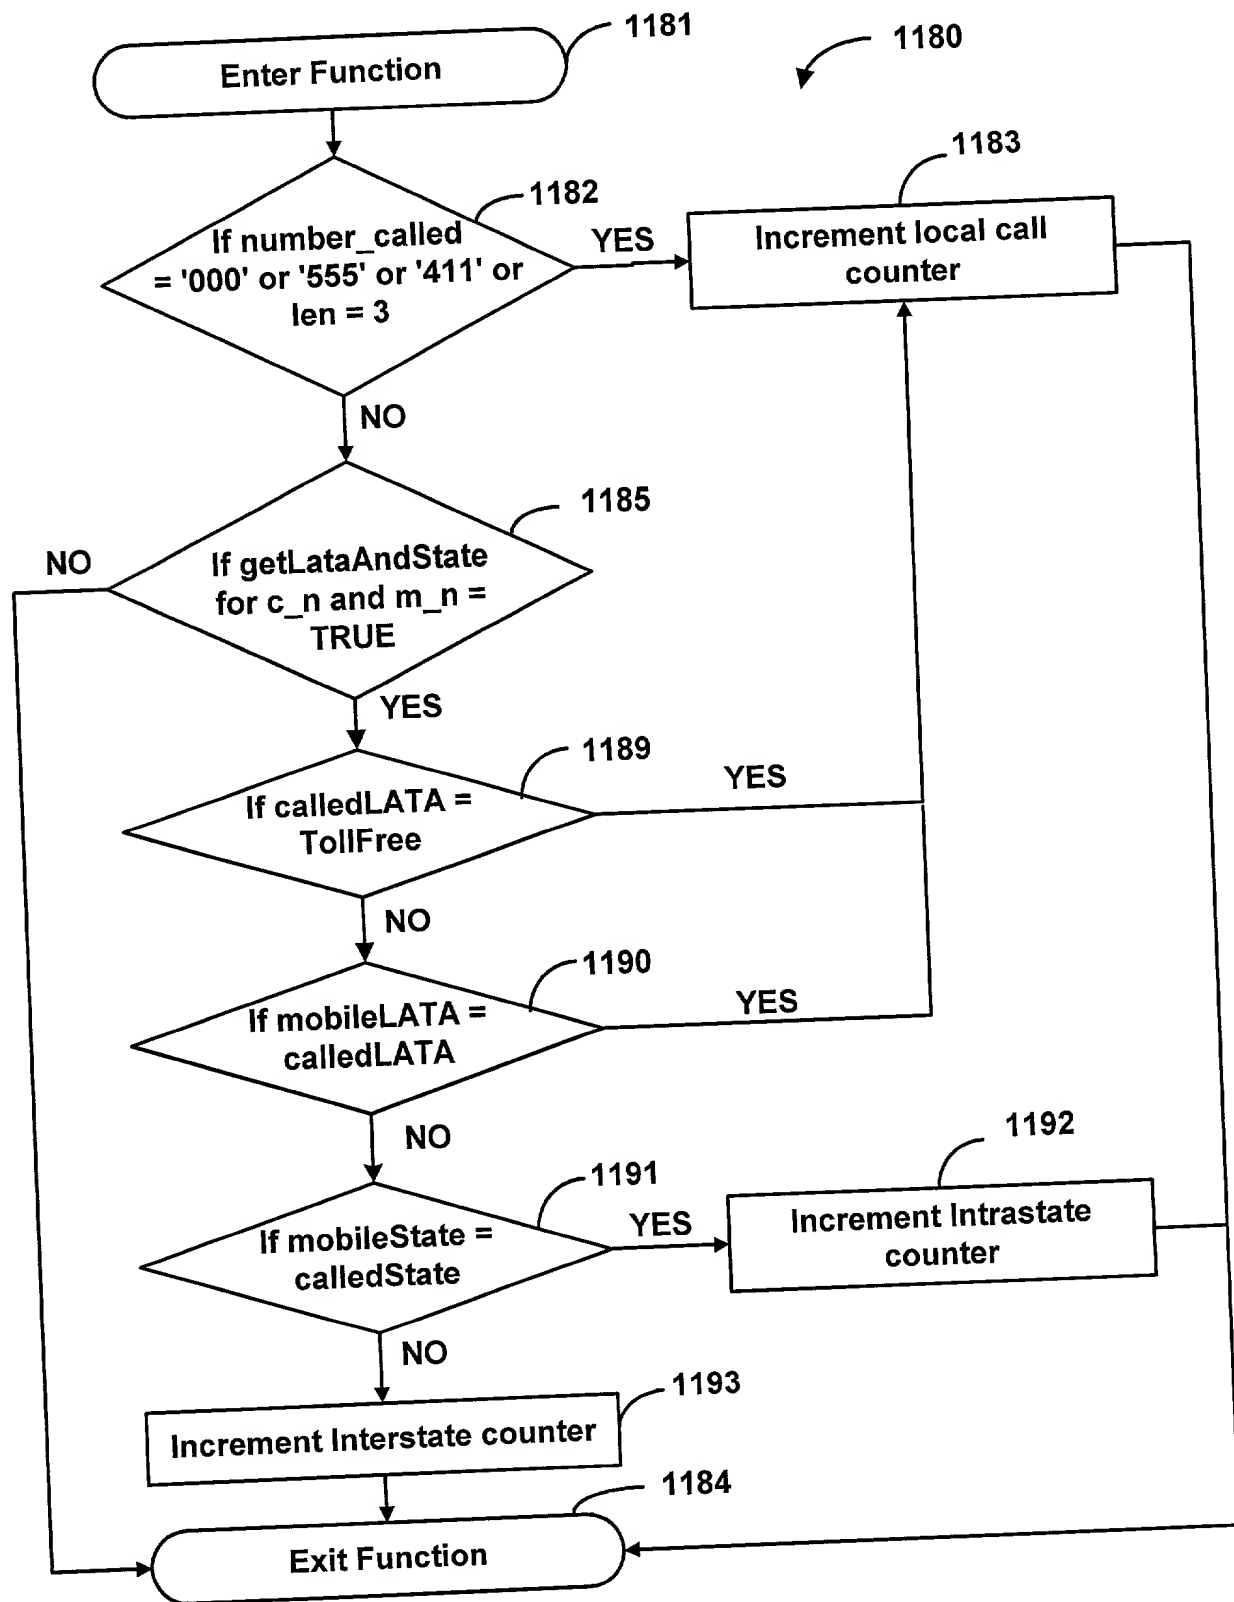 1181
1180
Enter Function
1183
1182
If number_called
= '000' or '555' or '411' or
len = 3
YES
Increment local call
counter
NO
1185
NO
If getLataAndState
for c_n and m_n =
TRUE
YES
1189
If calledLATA =
TollFree
YES
NO
1190
If mobileLATA =
calledLATA
YES
NO
1192
1191
If mobileState =
calledState
YES
Increment Intrastate
counter
NO
1193
Increment Interstate counter
1184
Exit Function